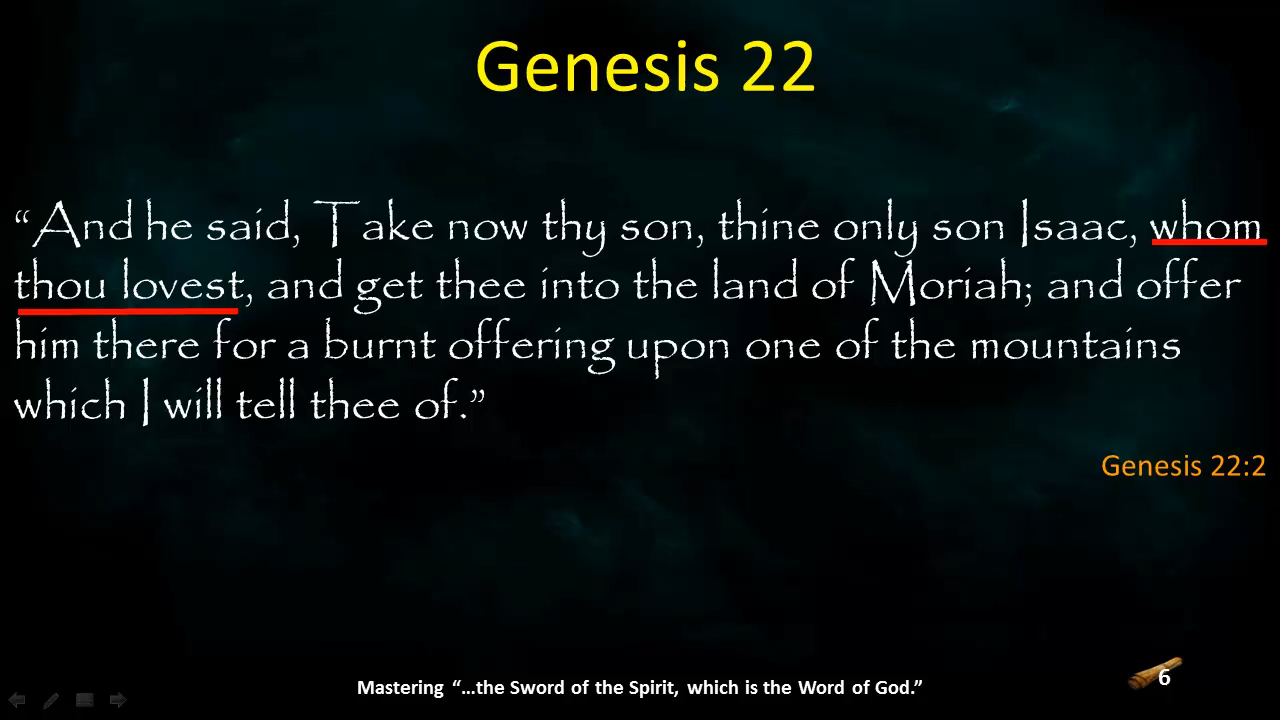 Genesis 22
“And he said, Take now thy son, thine only son Isaac, whom
thou lovest, and get thee into the land of Moriah; and offer
him there for a burnt offering upon one of the mountains
which I will tell thee of.”
Genesis 22:2
Mastering “...the Sword of the Spirit, which is the Word of God.”
6